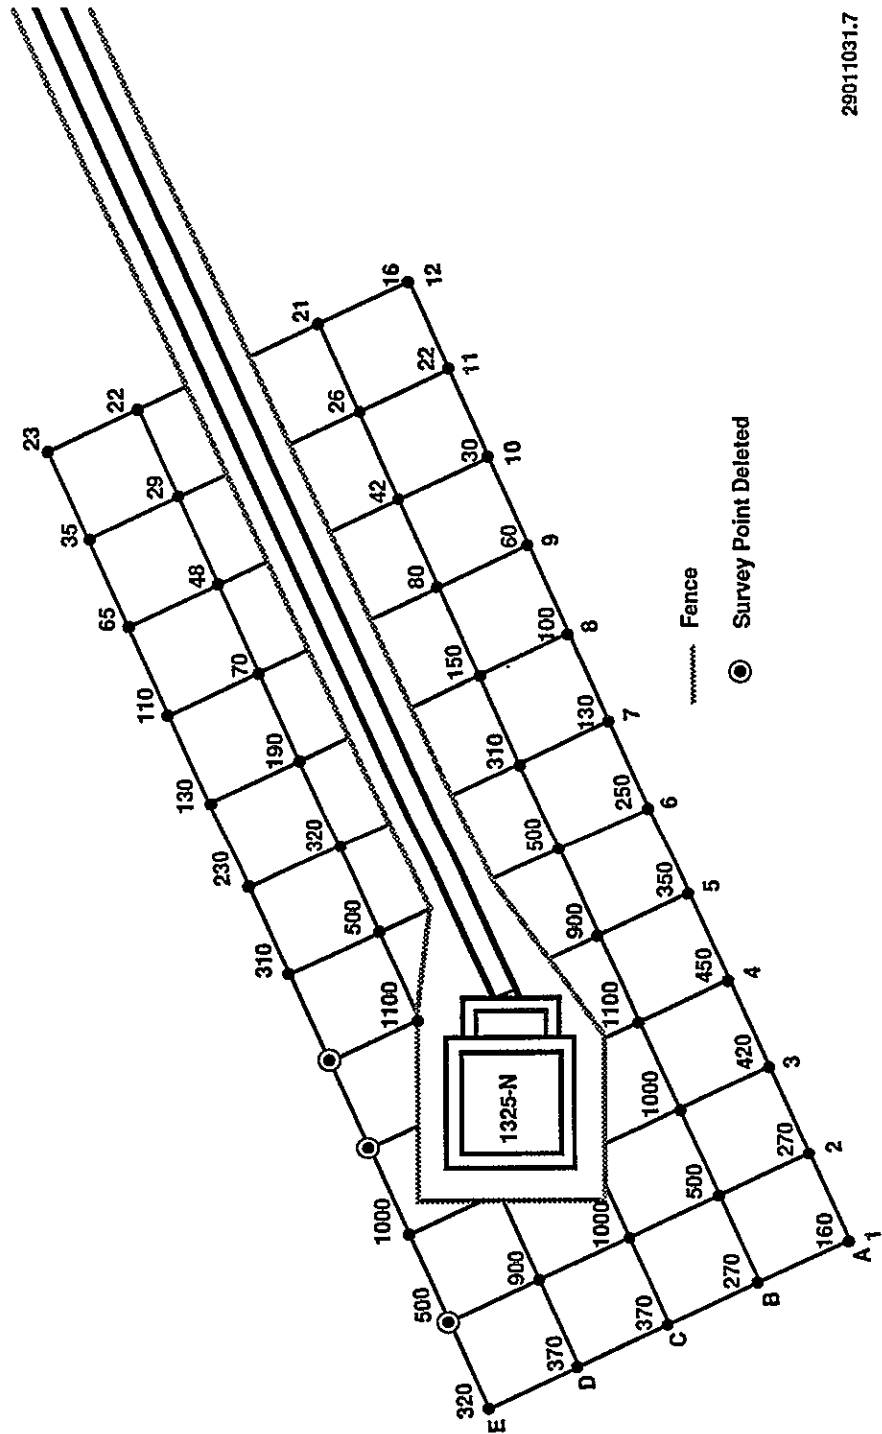 320 500 1000 310 230 130 110 65 35 23
E
370 900 1100 500 320 190 70 48 29 22
D
1325-N
370 1000
C
270 500 1000 1100 900 500 310 150 80 42 26 21
B
160 270 420 450 350 250 130 100 60 30 22 16
A
1 2 3 4 5 6 7 8 9 10 11 12
Fence
Survey Point Deleted
29011031.7